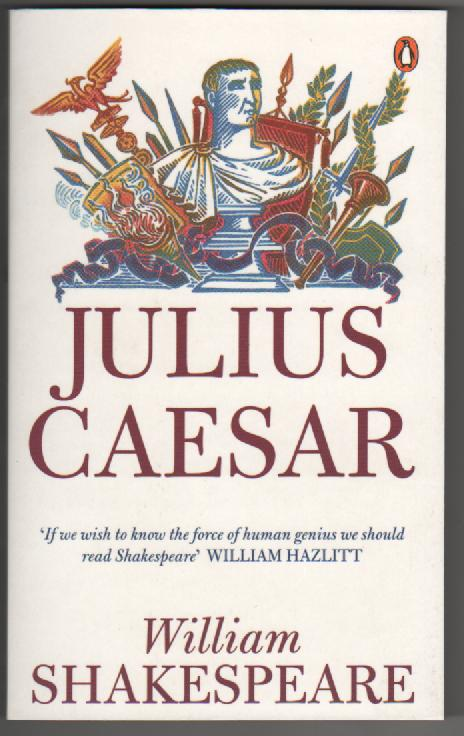 JULIUS
CAESAR
‘If we wish to know the force of human genius we should
read Shakespeare’ WILLIAM HAZLITT
William
SHAKESPEARE